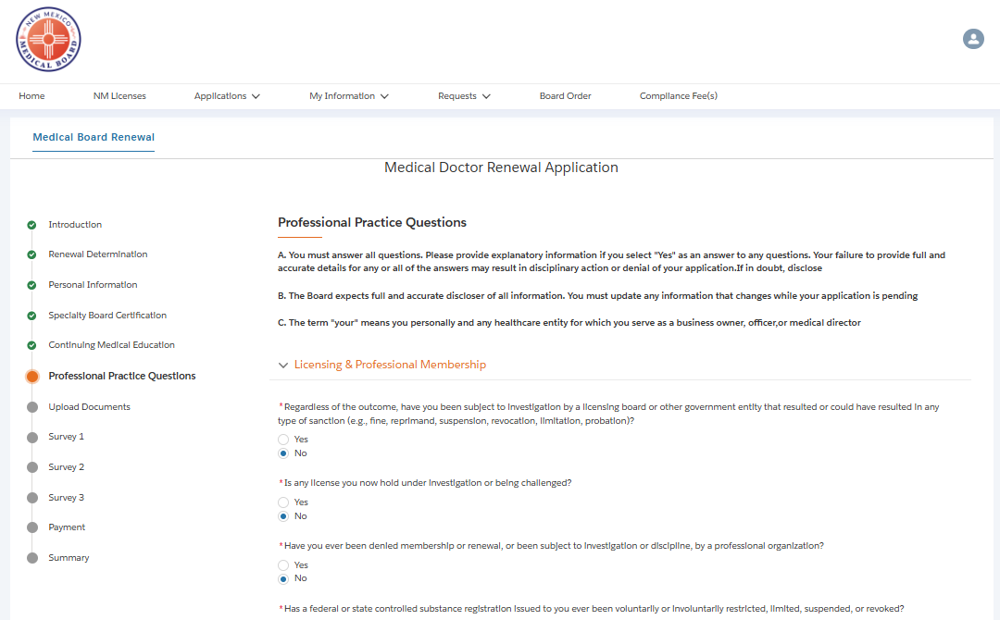 NEW MEXICO
MEDICAL BOARD
Home
NM Licenses
Applications
My Information
Requests
Board Order
Compliance Fee(s)
Medical Board Renewal
Medical Doctor Renewal Application
Introduction
Renewal Determination
Personal Information
Specialty Board Certification
Continuing Medical Education
Professional Practice Questions
Upload Documents
Survey 1
Survey 2
Survey 3
Payment
Summary
Professional Practice Questions
A. You must answer all questions. Please provide explanatory information if you select "Yes" as an answer to any questions. Your failure to provide full and
accurate details for any or all of the answers may result in disciplinary action or denial of your application.If in doubt, disclose
B. The Board expects full and accurate discloser of all information. You must update any information that changes while your application is pending
C. The term "your" means you personally and any healthcare entity for which you serve as a business owner, officer,or medical director
Licensing & Professional Membership
*Regardless of the outcome, have you been subject to investigation by a licensing board or other government entity that resulted or could have resulted in any
type of sanction (e.g., fine, reprimand, suspension, revocation, limitation, probation)?
Yes
No
*Is any license you now hold under investigation or being challenged?
Yes
No
*Have you ever been denied membership or renewal, or been subject to investigation or discipline, by a professional organization?
Yes
No
*Has a federal or state controlled substance registration issued to you ever been voluntarily or involuntarily restricted, limited, suspended, or revoked?